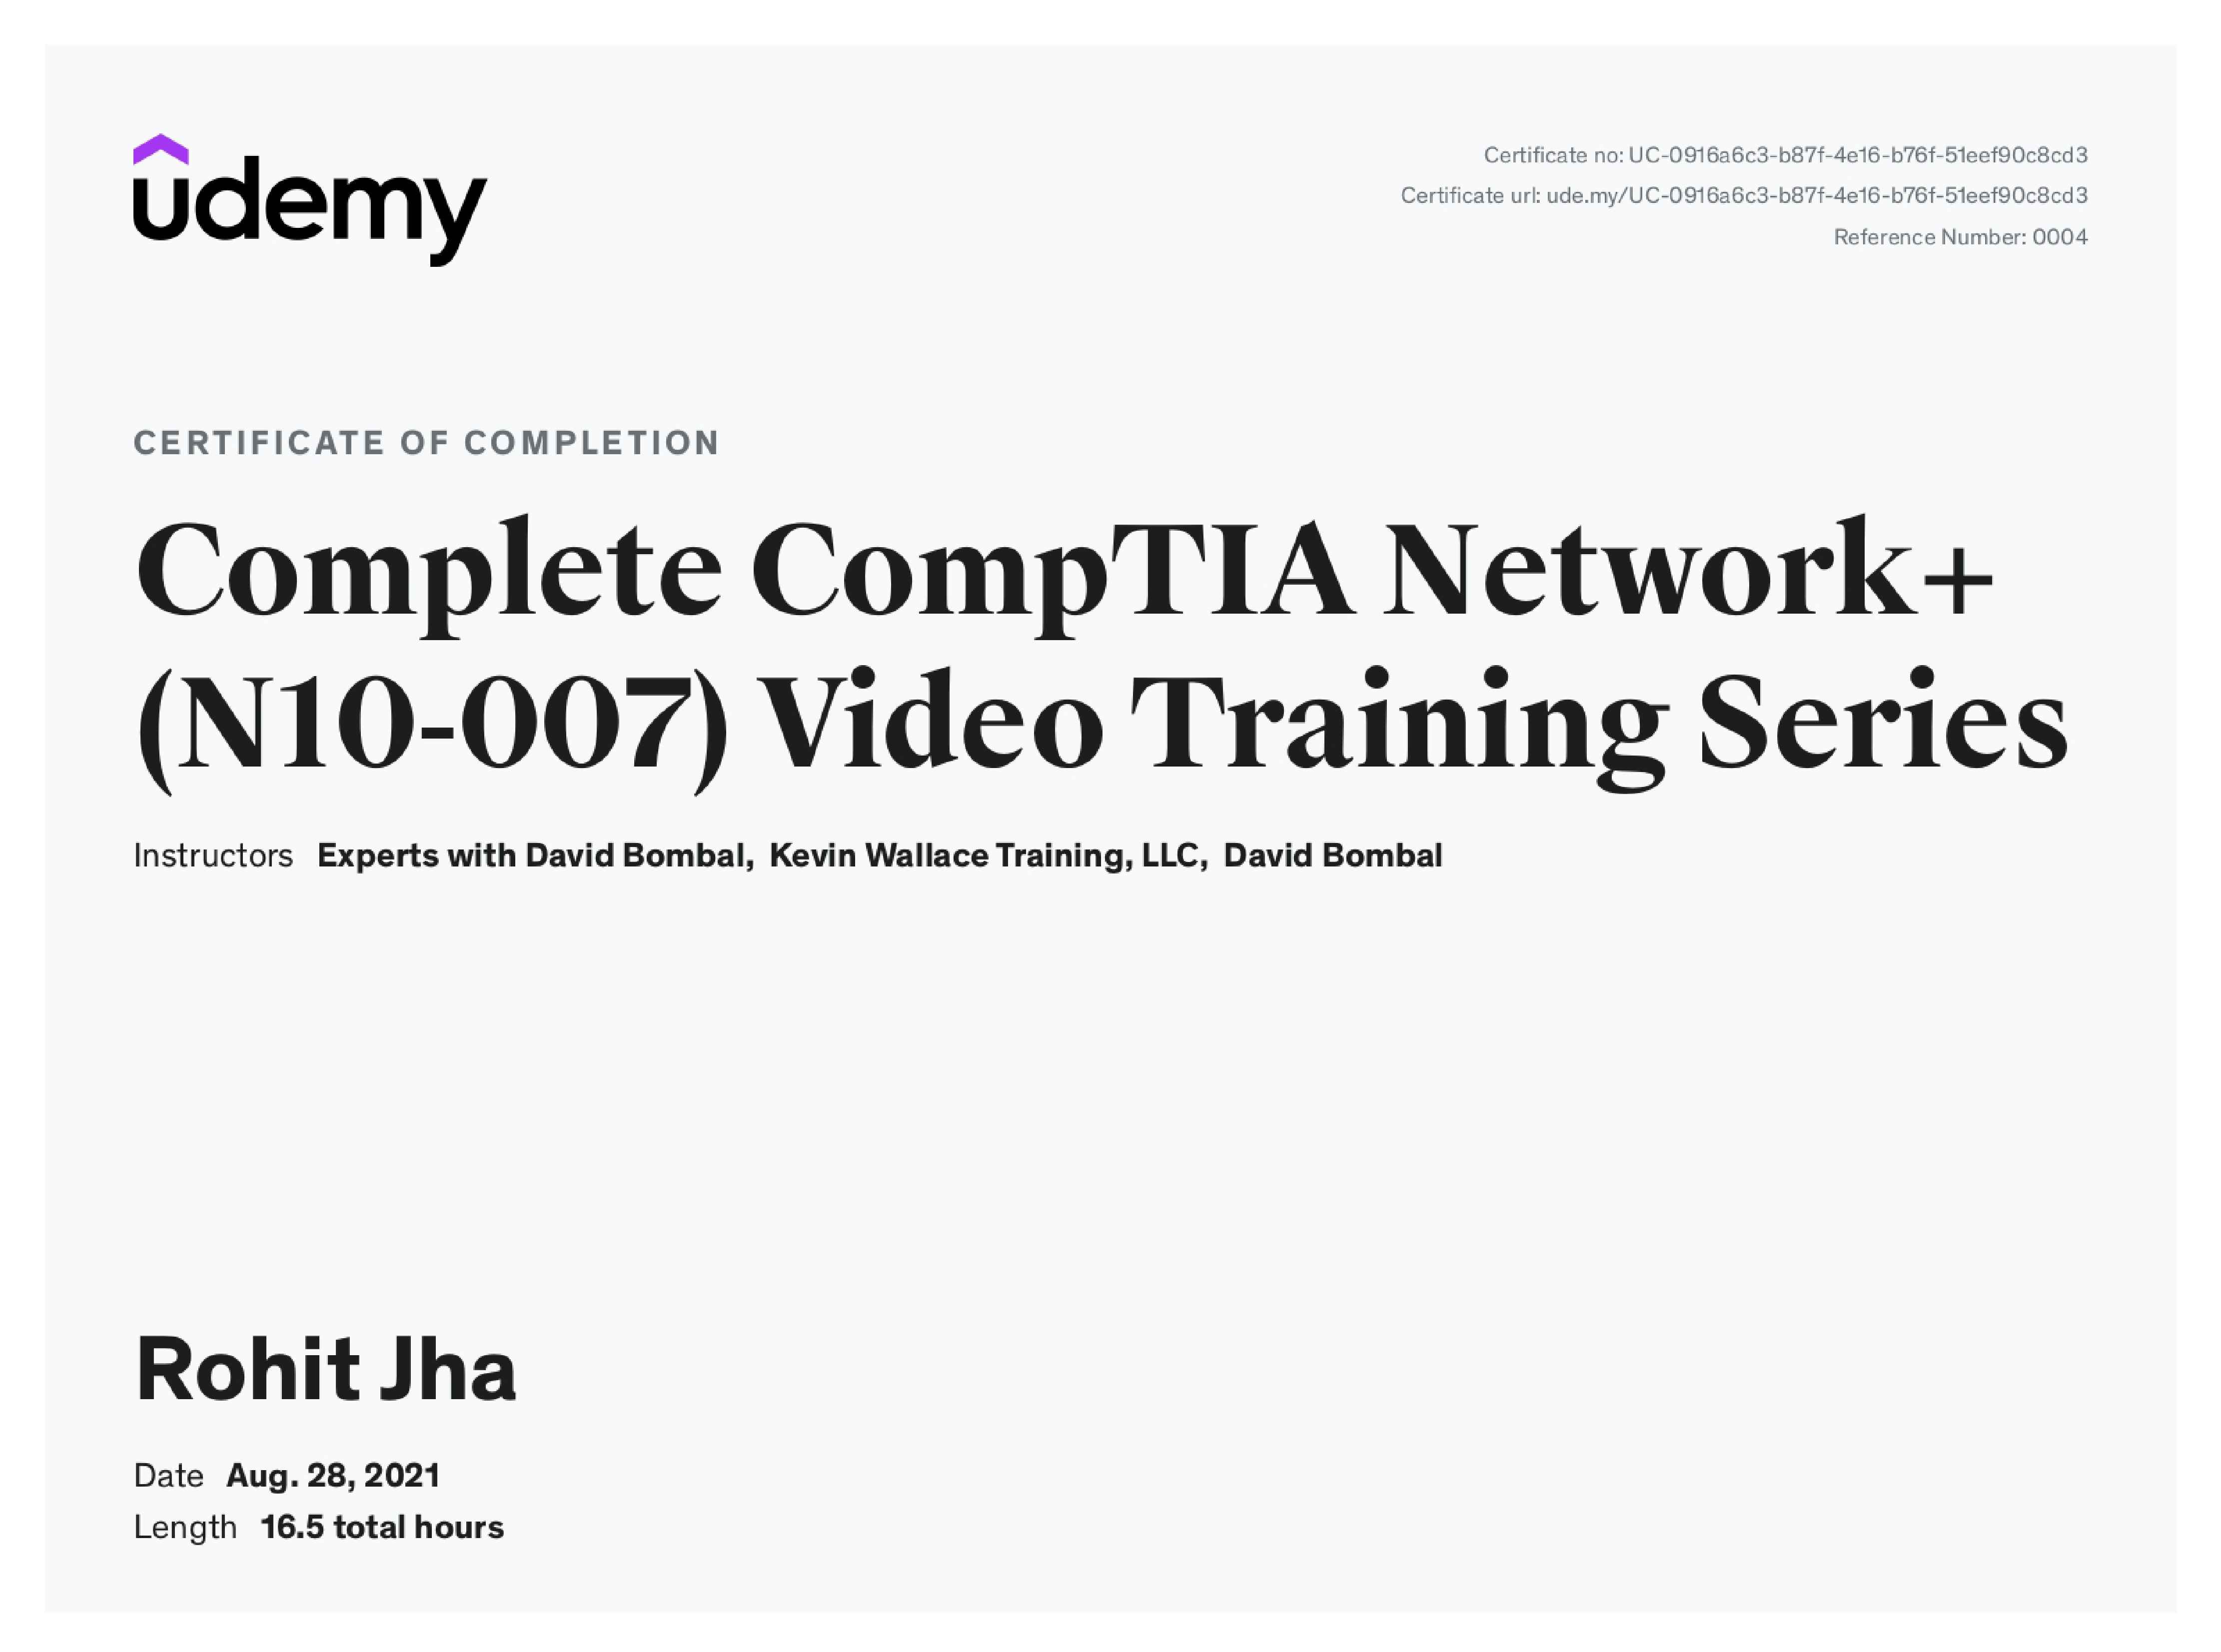 udemy
Certificate no: UC-0916a6c3-b87f-4e16-b76f-51eef90c8cd3
Certificate url: ude.my/UC-0916a6c3-b87f-4e16-b76f-51eef90c8cd3
Reference Number: 0004
CERTIFICATE OF COMPLETION
Complete CompTIA Network+
(N10-007) Video Training Series
Instructors Experts with David Bombal, Kevin Wallace Training, LLC, David Bombal
Rohit Jha
Date Aug. 28, 2021
Length 16.5 total hours